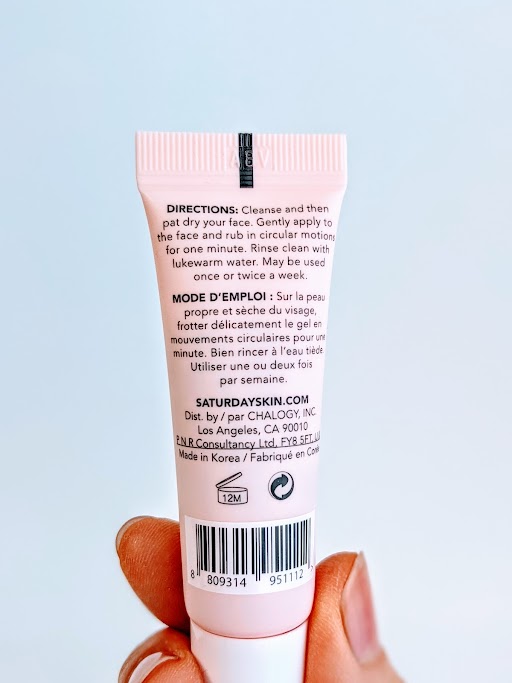 A8V
DIRECTIONS: Cleanse and then
pat dry your face. Gently apply to
the face and rub in circular motions
for one minute. Rinse clean with
lukewarm water. May be used
once or twice a week.
MODE D'EMPLOI : Sur la peau
propre et sèche du visage,
frotter délicatement le gel en
mouvements circulaires pour une
minute. Bien rincer à l'eau tiède.
Utiliser une ou deux fois
par semaine.
SATURDAYSKIN.COM
Dist. by / par CHALOGY, INC.
Los Angeles, CA 90010
P.N.R Consultancy Ltd, FY8 5FT,
Made in Korea / Fabriqué en
12M
8 809314 951112